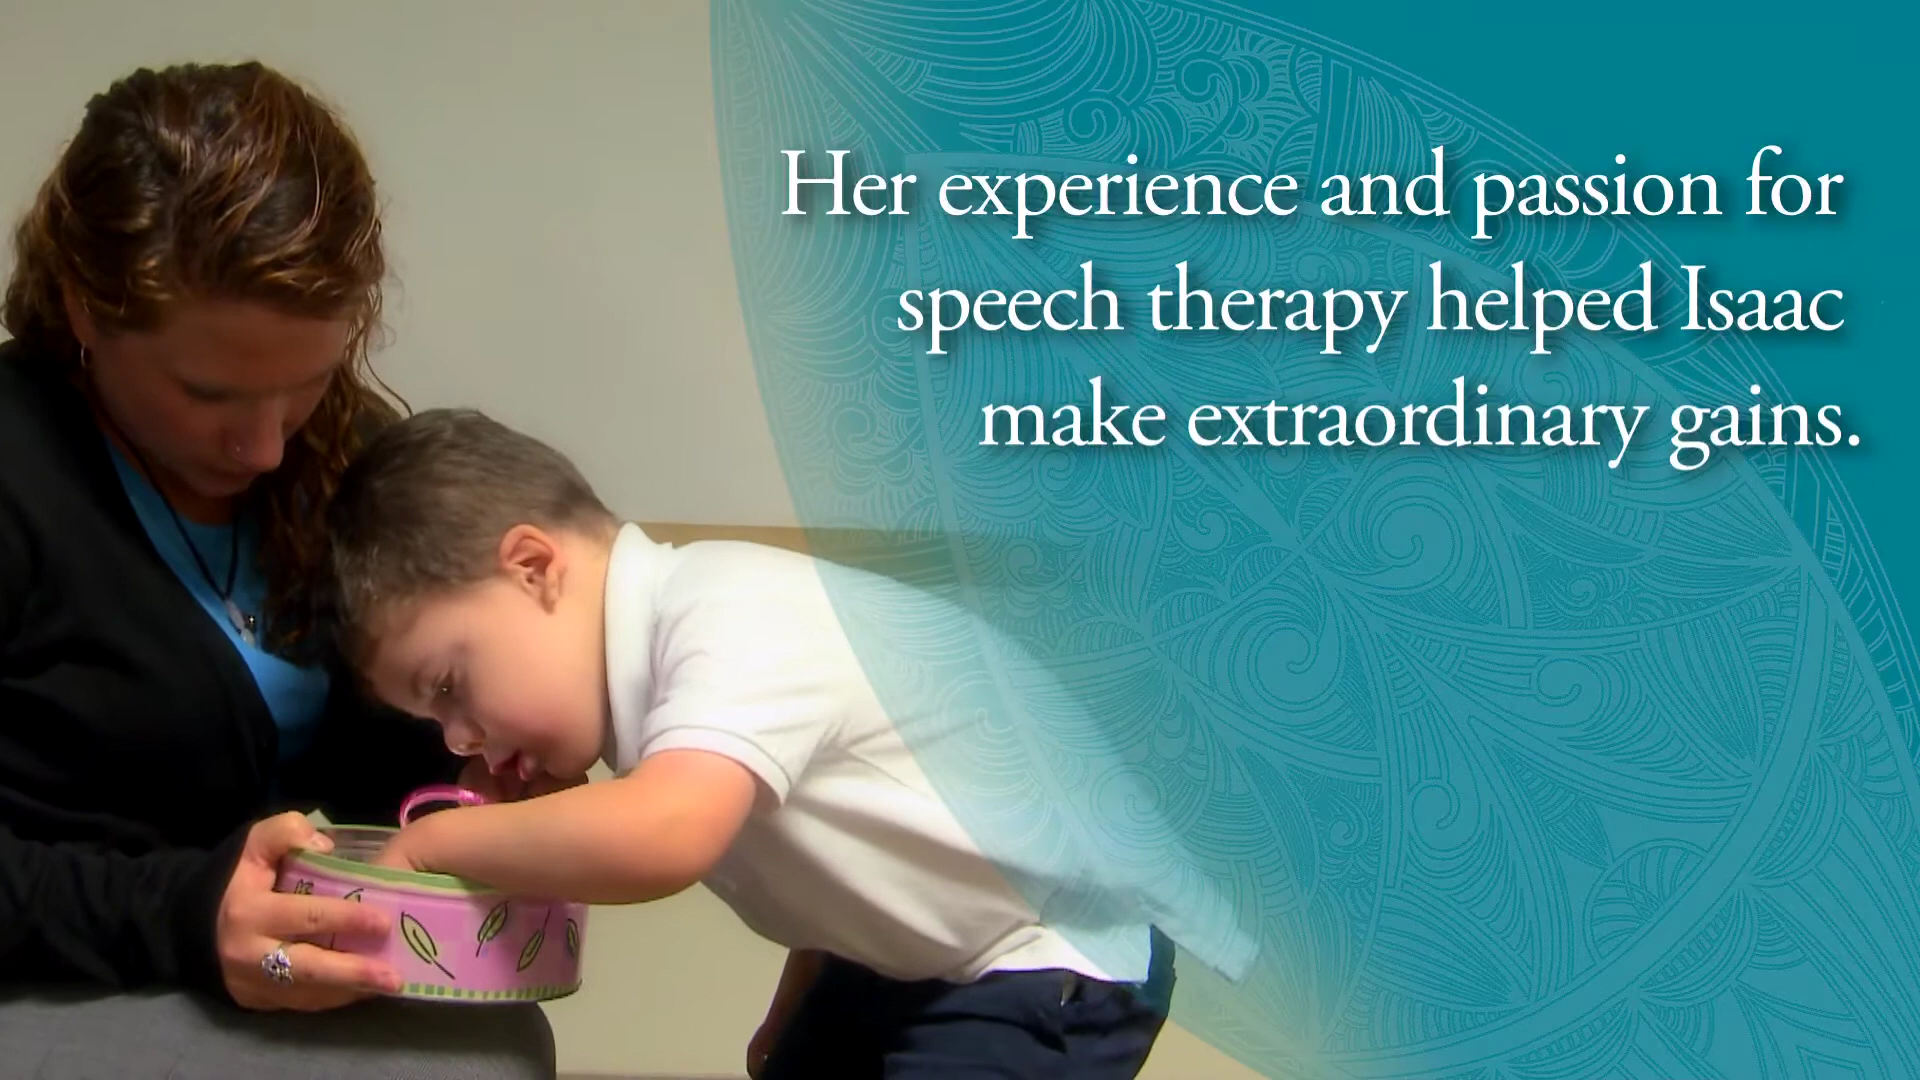 Her experience and passion for
speech therapy helped Isaac
make extraordinary gains.